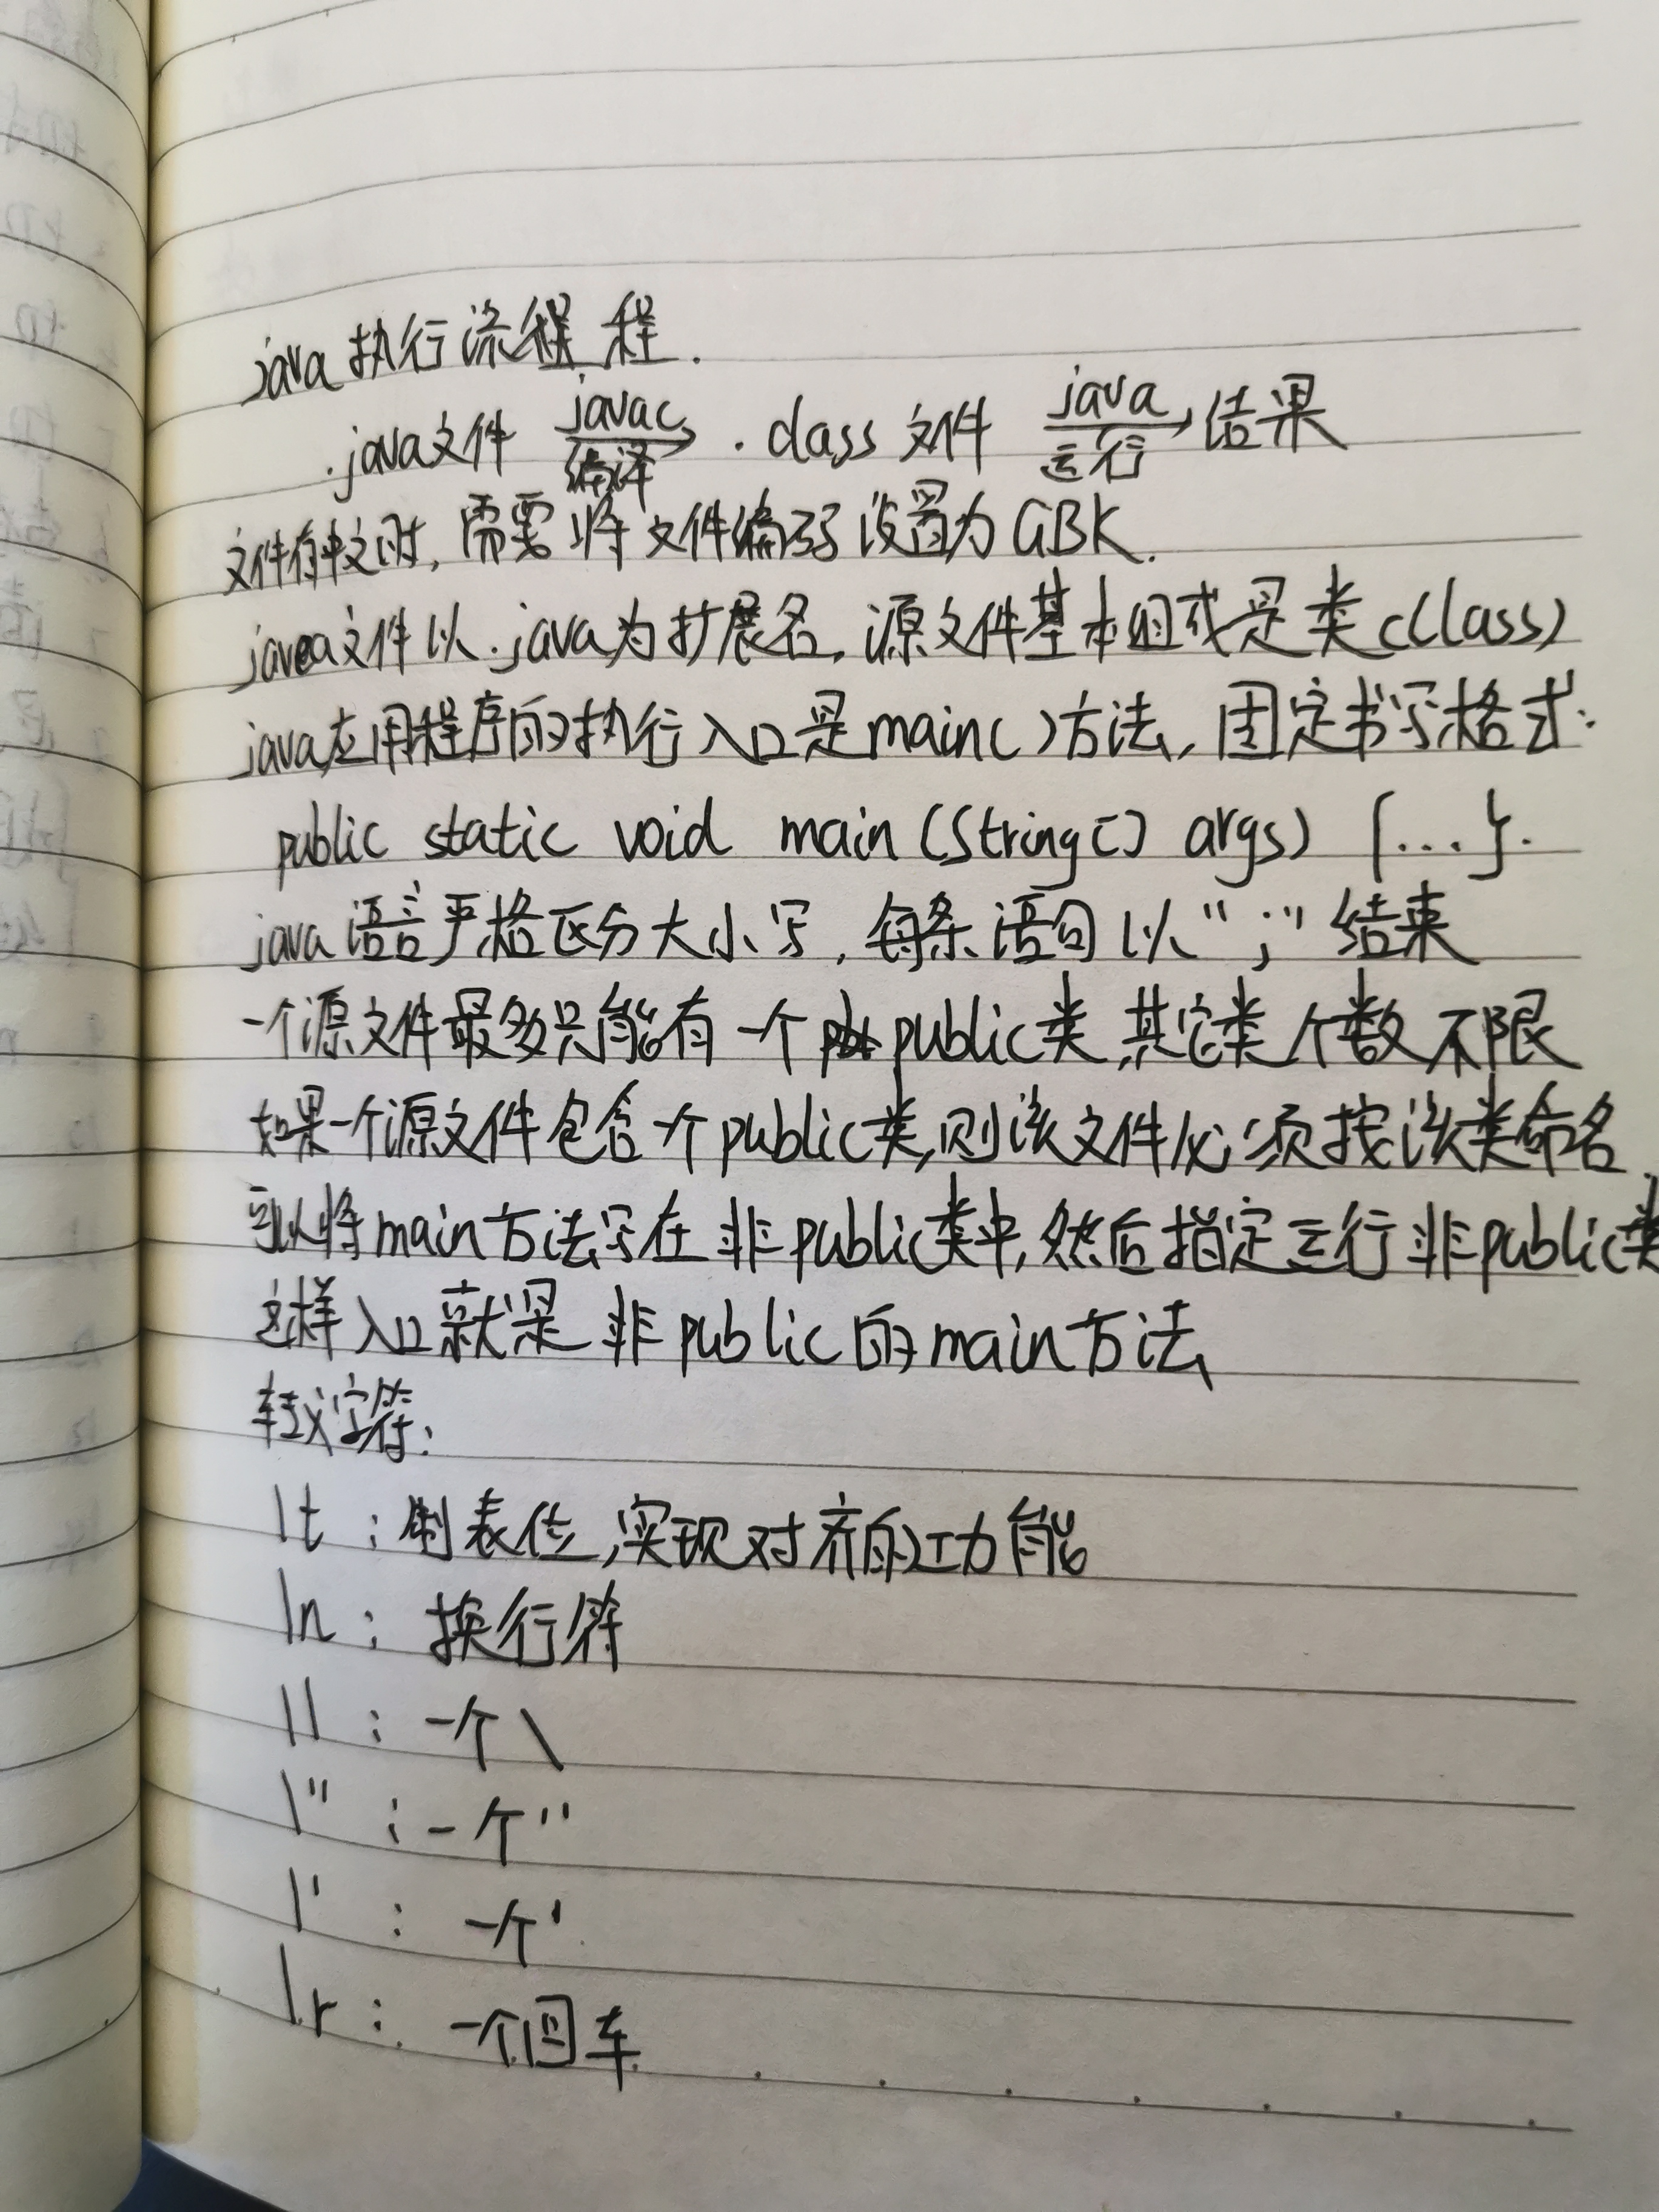 java执行流程.
.java文件 javac 编译 → .class 文件 java 运行 → 结果
文件有中文时, 需要将文件编码设置为GBK.
java文件以.java为扩展名, 源文件基本组成是类(class)
java应用程序的执行入口是main()方法, 固定书写格式:
public static void main (String[] args) {...}.
java语言严格区分大小写, 每条语句以";"结束
一个源文件最多只能有一个public类,其它类个数不限
如果一个源文件包含一个public类,则该文件必须按该类命名.
可以将main方法写在非public类中,然后指定运行非public类
这样入口就是非public的main方法
转义字符:
\t : 制表位,实现对齐的功能
\n : 换行符
\\ : 一个\
\" : 一个"
\' : 一个'
\r : 一个回车